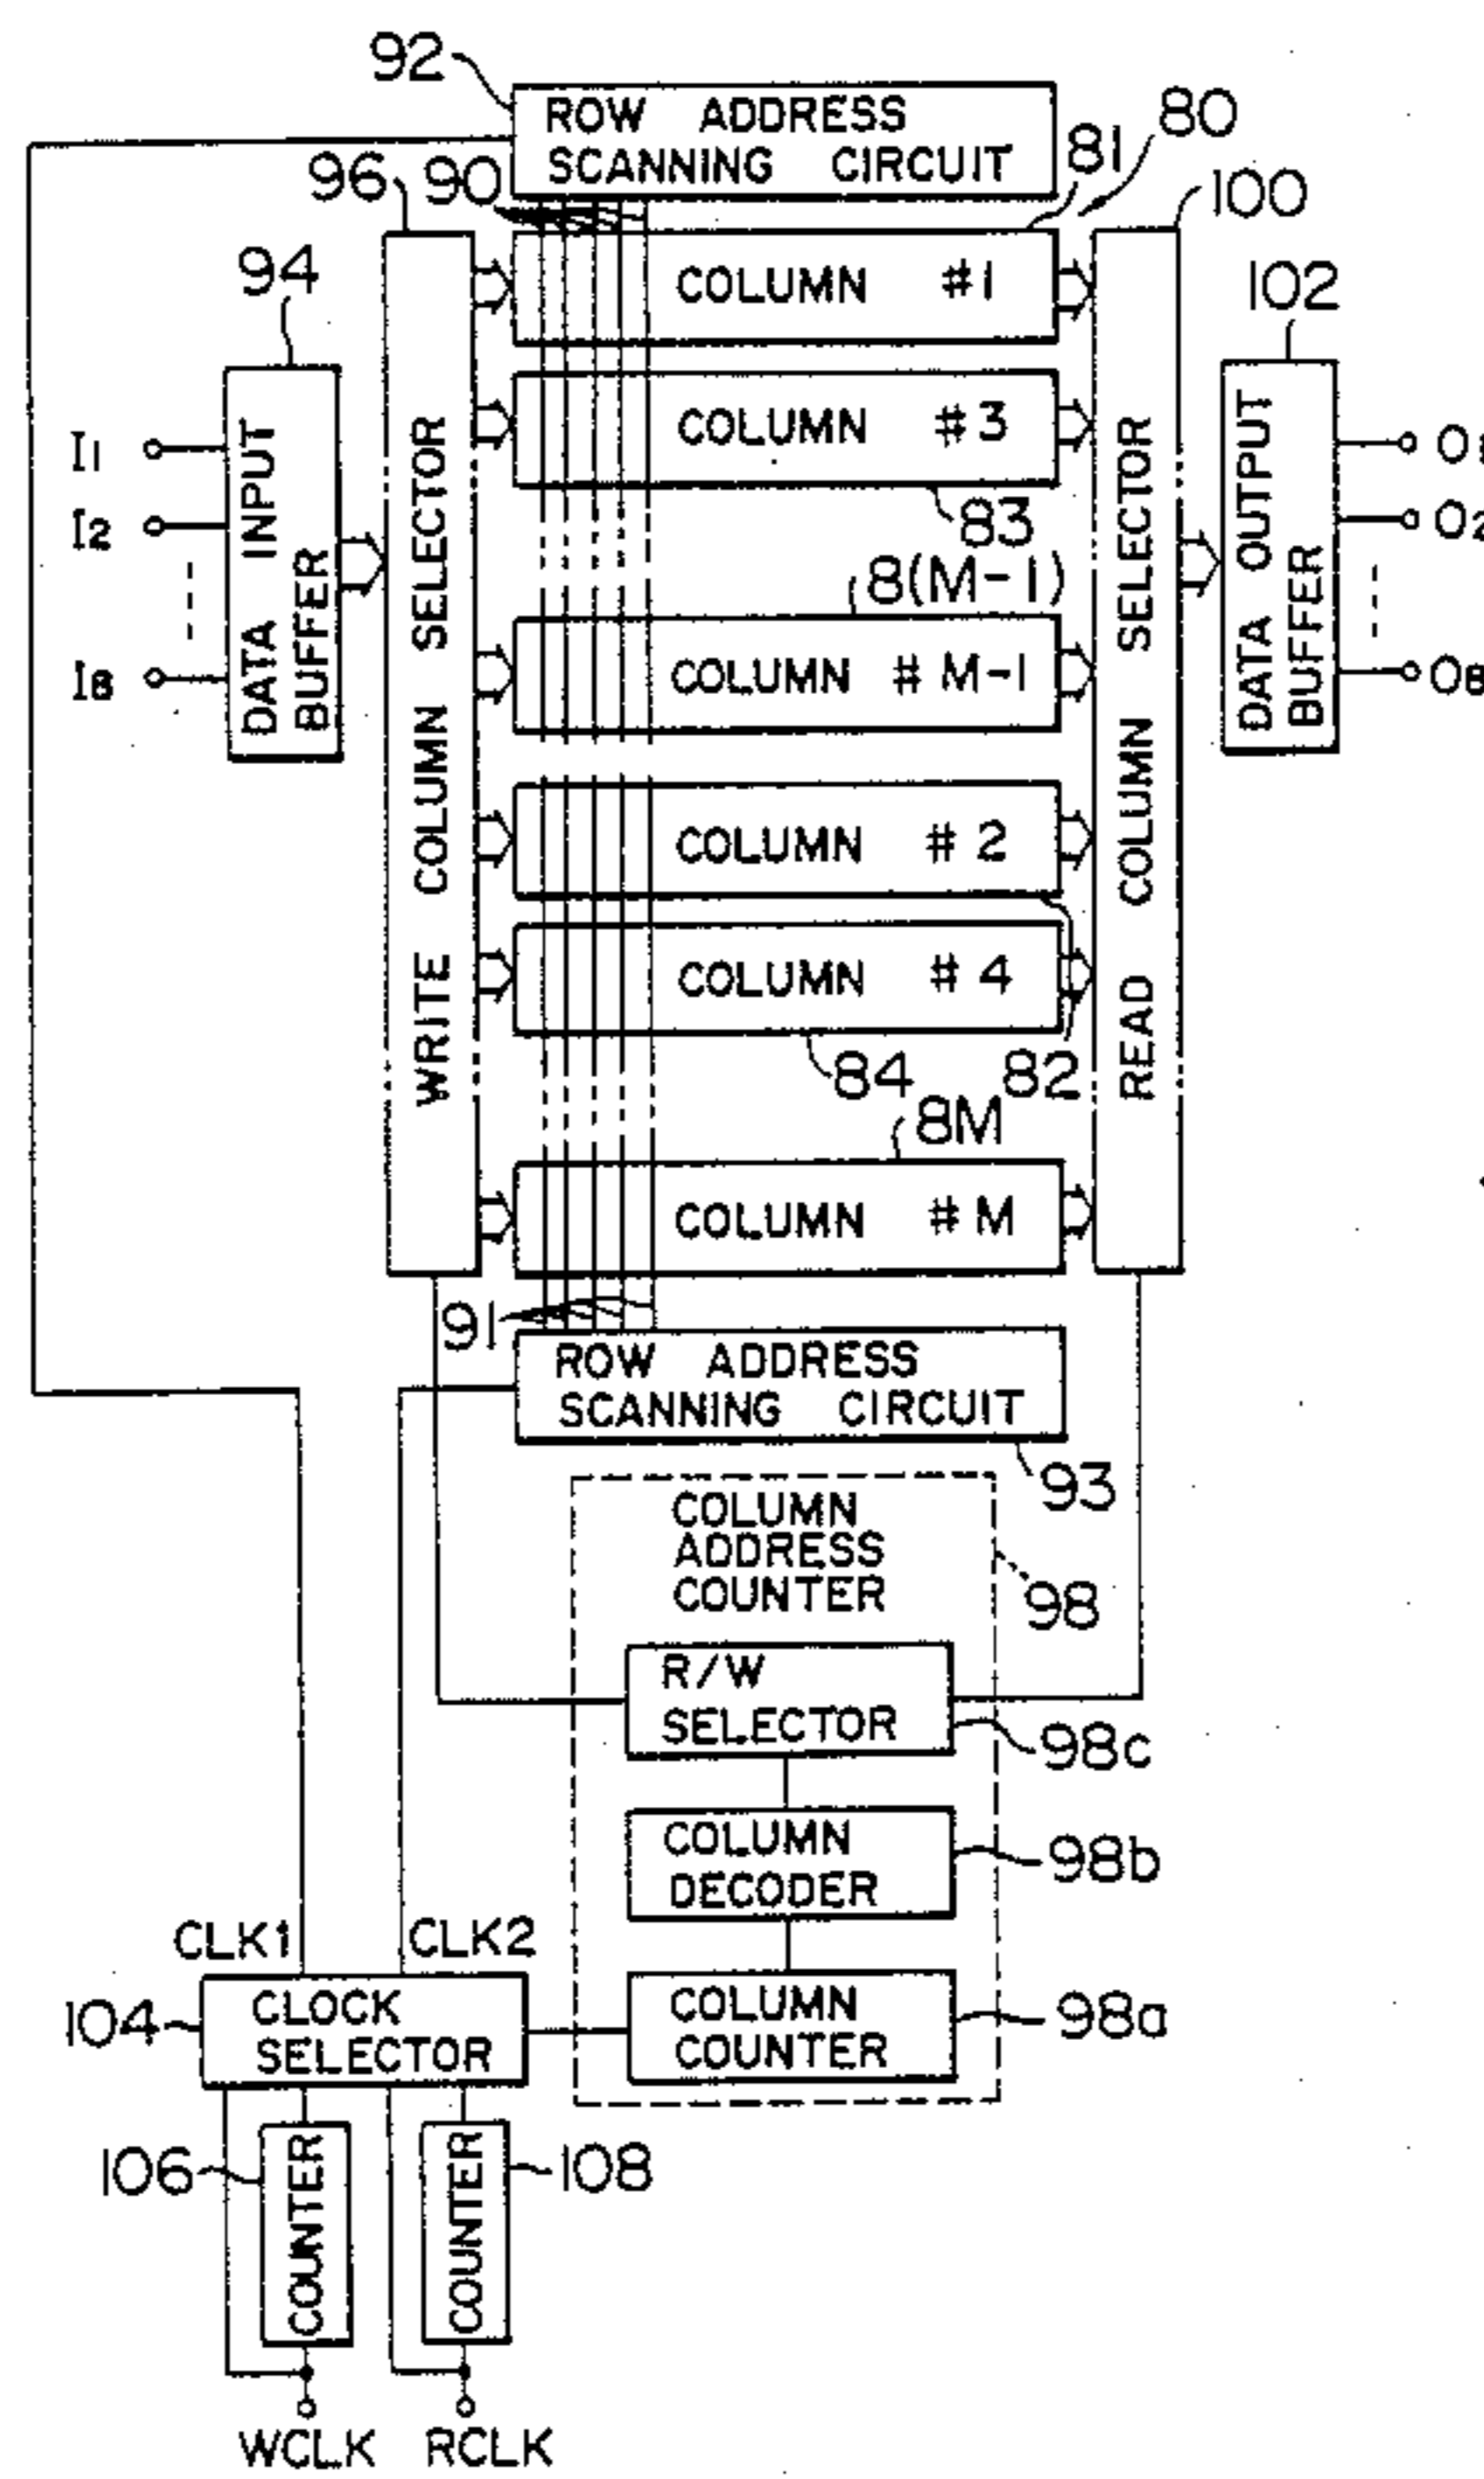 92
ROW ADDRESS
SCANNING CIRCUIT
80
81
96
90
100
94
COLUMN #1
102
COLUMN #3
83
I1
I2
I8
DATA INPUT
BUFFER
WRITE COLUMN SELECTOR
8(M-1)
COLUMN #M-1
READ COLUMN SELECTOR
DATA OUTPUT
BUFFER
O1
O2
O8
COLUMN #2
82
COLUMN #4
84
8M
COLUMN #M
91
ROW ADDRESS
SCANNING CIRCUIT
93
COLUMN
ADDRESS
COUNTER
98
R/W
SELECTOR
98c
COLUMN
DECODER
98b
CLK1
CLK2
104
CLOCK
SELECTOR
COLUMN
COUNTER
98a
106
COUNTER
COUNTER
108
WCLK
RCLK